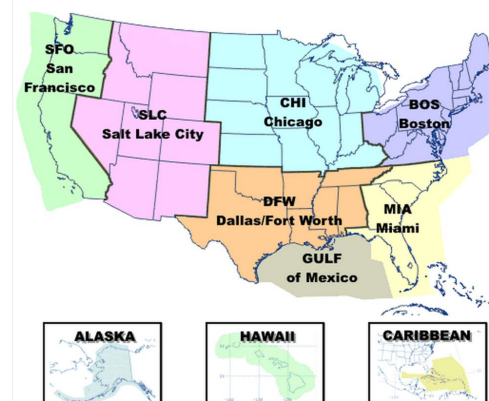 SFO
San
Francisco
SLC
Salt Lake City
CHI
Chicago
BOS
Boston
DFW
Dallas/Fort Worth
MIA
Miami
GULF
of Mexico
ALASKA
HAWAII
CARIBBEAN